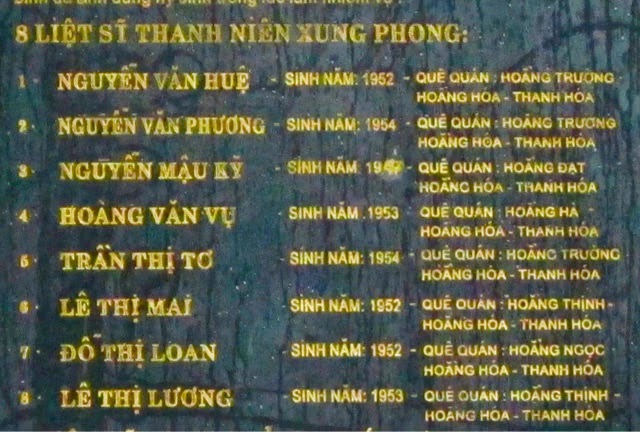 8 LIỆT SĨ THANH NIÊN XUNG PHONG:
1 - NGUYỄN VĂN HUỆ - SINH NĂM: 1952 - QUÊ QUÁN : HOẰNG TRƯỜNG -
HOẰNG HÓA - THANH HÓA
2 - NGUYỄN VĂN PHƯƠNG - SINH NĂM: 1954 - QUÊ QUÁN : HOẰNG TRƯỜNG
HOẰNG HÓA - THANH HÓA
3 - NGUYỄN MẬU KỸ - SINH NĂM - QUÊ QUÁN : HOẰNG ĐẠT
HOẰNG HÓA - THANH HÓA
4 - HOÀNG VĂN VỤ - SINH NĂM .1953 - QUÊ QUÁN : HOẰNG HÀ -
HOẰNG HÓA - THANH HÓA
5 - TRẦN THỊ TƠ - SINH NĂM: 1954 - QUÊ QUÁN : HOẰNG TRƯỜNG
HOẰNG HÓA - THANH HÓA
6 - LÊ THỊ MAI - SINH NĂM: 1952 - QUÊ QUÁN : HOẰNG THỊNH -
HOẰNG HÓA - THANH HÓA
7 - ĐỖ THỊ LOAN - SINH NĂM: 1952 - QUÊ QUÁN : HOẰNG NGỌC -
HOẰNG HÓA - THANH HÓA
8 - LÊ THỊ LƯƠNG - SINH NĂM: 1953 - QUÊ QUÁN : HOẰNG THỊNH -
HOẰNG HÓA - THANH HÓA